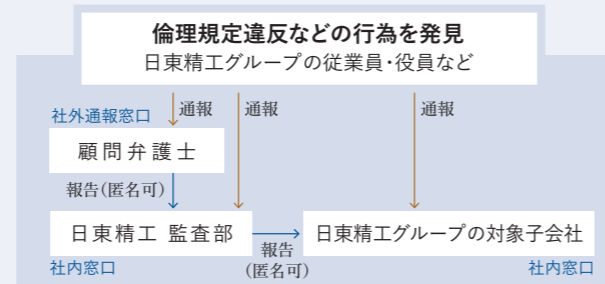 倫理規定違反などの行為を発見
日東精工グループの従業員・役員など
通報
通報
通報
社外通報窓口
顧問弁護士
報告(匿名可)
日東精工 監査部
報告
(匿名可)
日東精工グループの対象子会社
社内窓口
社内窓口